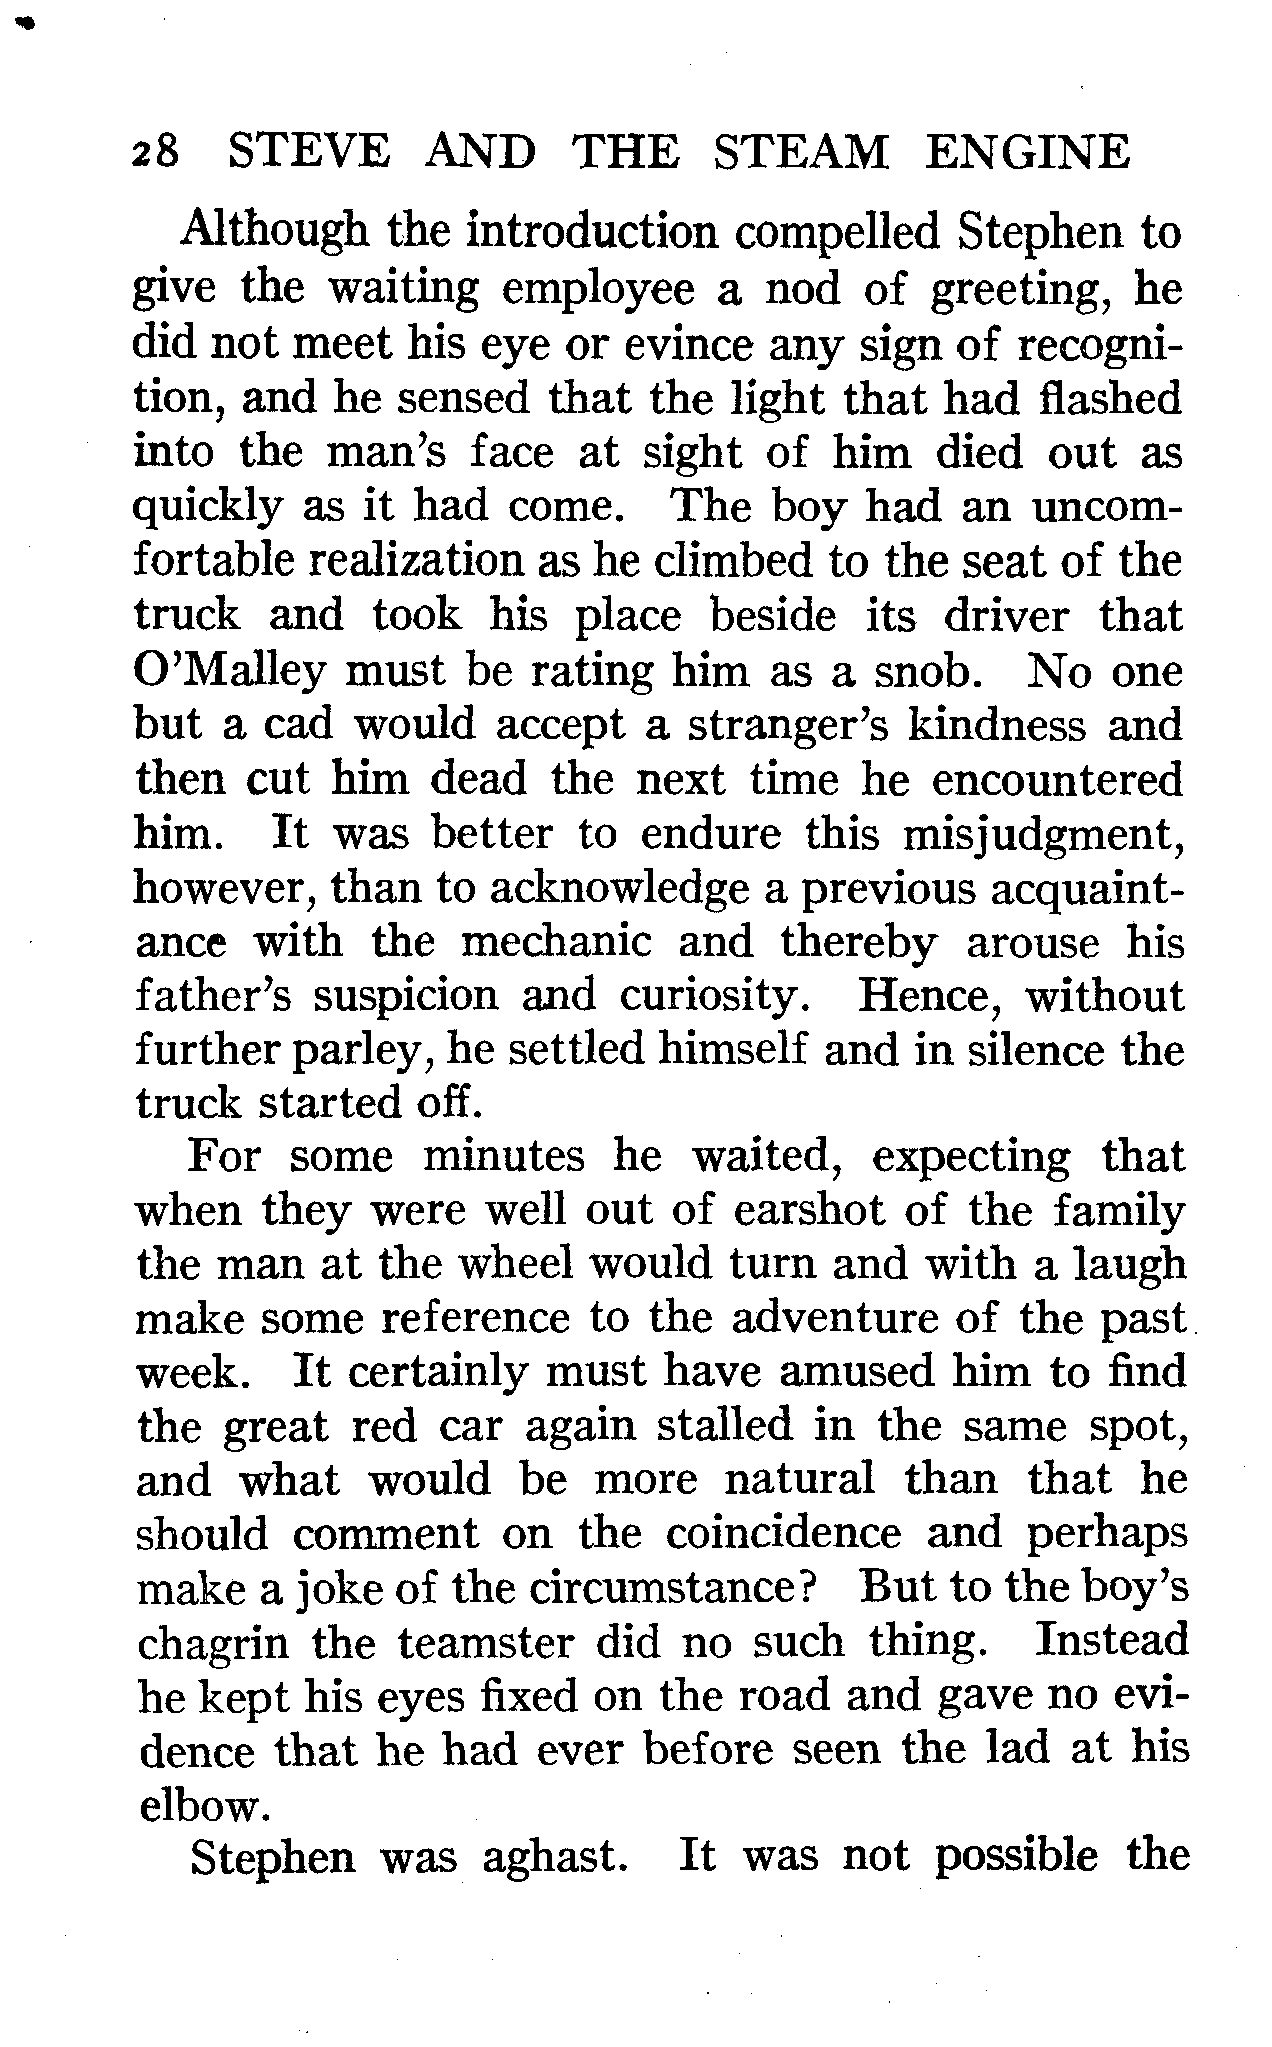 28 STEVE AND THE STEAM ENGINE
Although the introduction compelled Stephen to
give the waiting employee a nod of greeting, he
did not meet his eye or evince any sign of recogni-
tion, and he sensed that the light that had flashed
into the man's face at sight of him died out as
quickly as it had come. The boy had an uncom-
fortable realization as he climbed to the seat of the
truck and took his place beside its driver that
O'Malley must be rating him as a snob. No one
but a cad would accept a stranger's kindness and
then cut him dead the next time he encountered
him. It was better to endure this misjudgment,
however, than to acknowledge a previous acquaint-
ance with the mechanic and thereby arouse his
father's suspicion and curiosity. Hence, without
further parley, he settled himself and in silence the
truck started off.
For some minutes he waited, expecting that
when they were well out of earshot of the family
the man at the wheel would turn and with a laugh
make some reference to the adventure of the past
week. It certainly must have amused him to find
the great red car again stalled in the same spot,
and what would be more natural than that he
should comment on the coincidence and perhaps
make a joke of the circumstance? But to the boy's
chagrin the teamster did no such thing. Instead
he kept his eyes fixed on the road and gave no evi-
dence that he had ever before seen the lad at his
elbow.
Stephen was aghast. It was not possible the